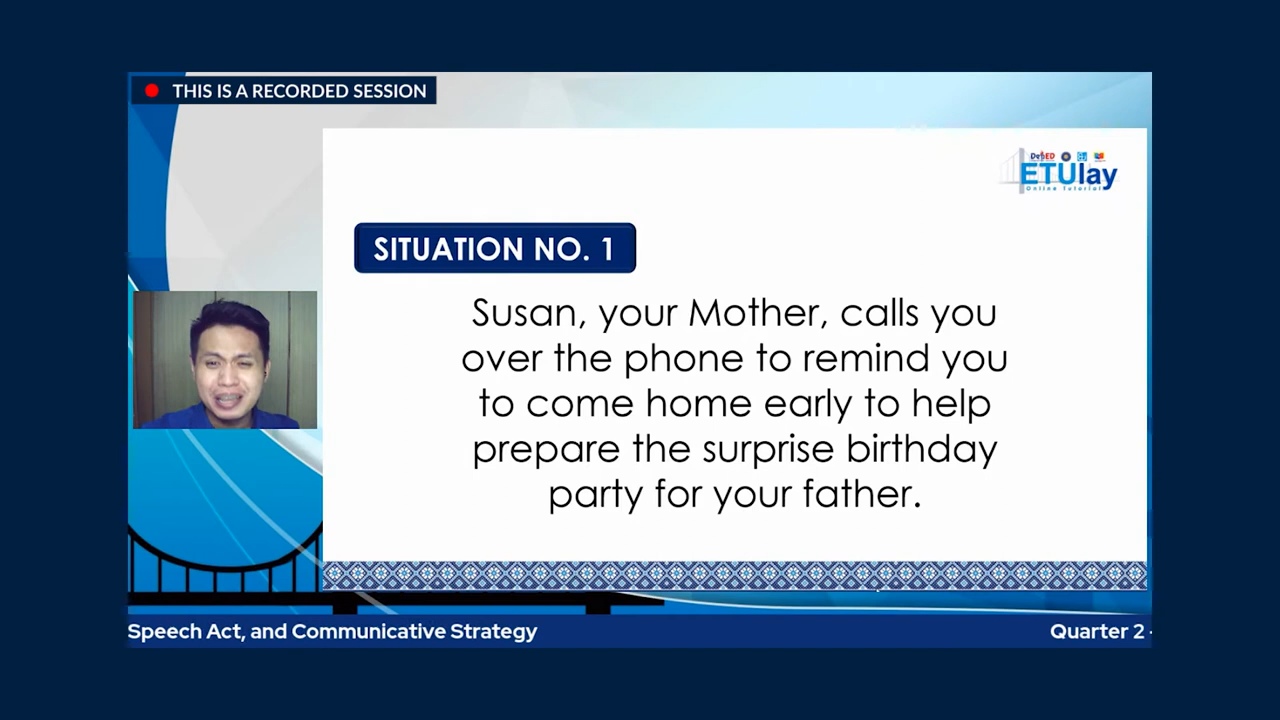 THIS IS A RECORDED SESSION
DepED
ETUlay
Online Tutorial
SITUATION NO. 1
Susan, your Mother, calls you
over the phone to remind you
to come home early to help
prepare the surprise birthday
party for your father.
Speech Act, and Communicative Strategy
Quarter 2 -